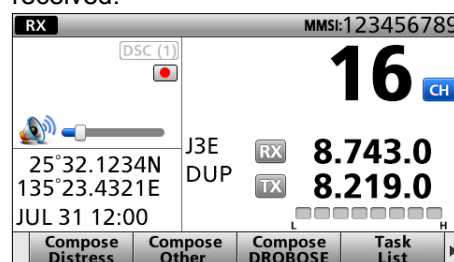 received.
RX MMSI:123456789
DSC (1)
16 CH
J3E RX 8.743.0
DUP TX 8.219.0
25°32.1234N
135°23.4321E
JUL 31 12:00
L H
Compose Distress
Compose Other
Compose DROBOSE
Task List